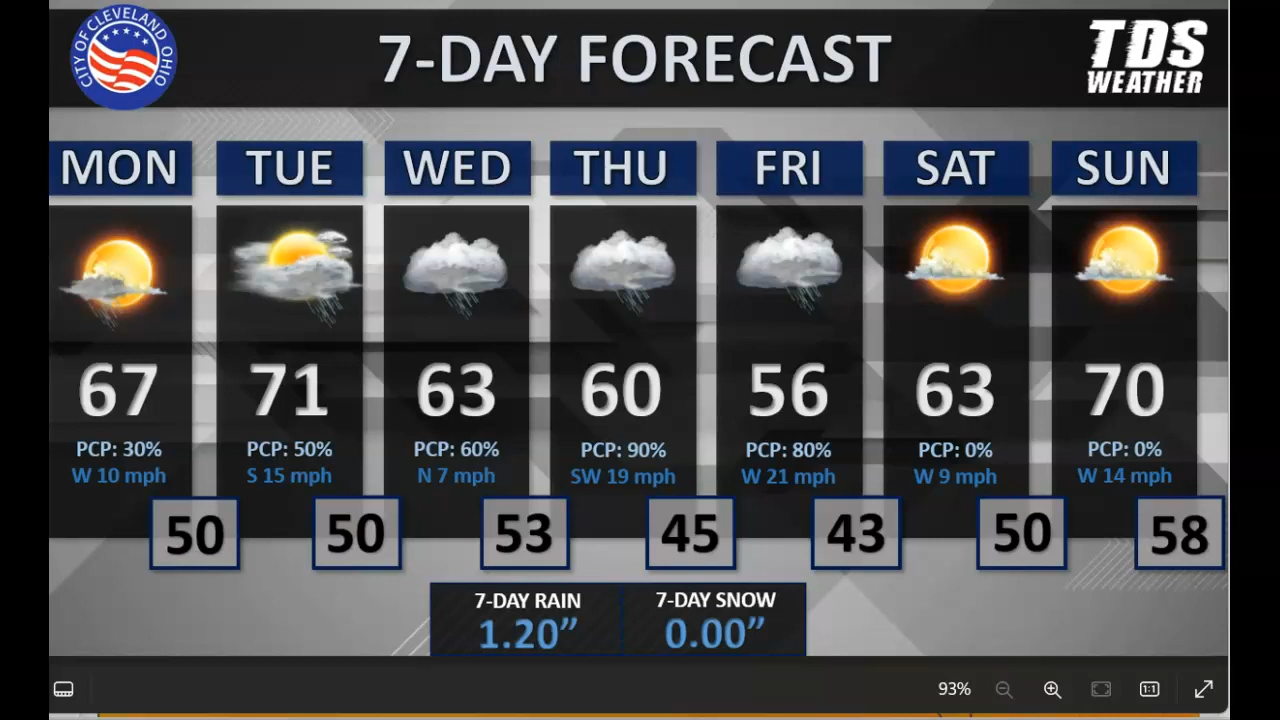 CITY OF CLEVELAND OHIO
7-DAY FORECAST
TDS
WEATHER
MON TUE WED THU FRI SAT SUN
67 71 63 60 56 63 70
PCP: 30% PCP: 50% PCP: 60% PCP: 90% PCP: 80% PCP: 0% PCP: 0%
W 10 mph S 15 mph N 7 mph SW 19 mph W 21 mph W 9 mph W 14 mph
50 50 53 45 43 50 58
7-DAY RAIN 7-DAY SNOW
1.20” 0.00”
93% 1:1